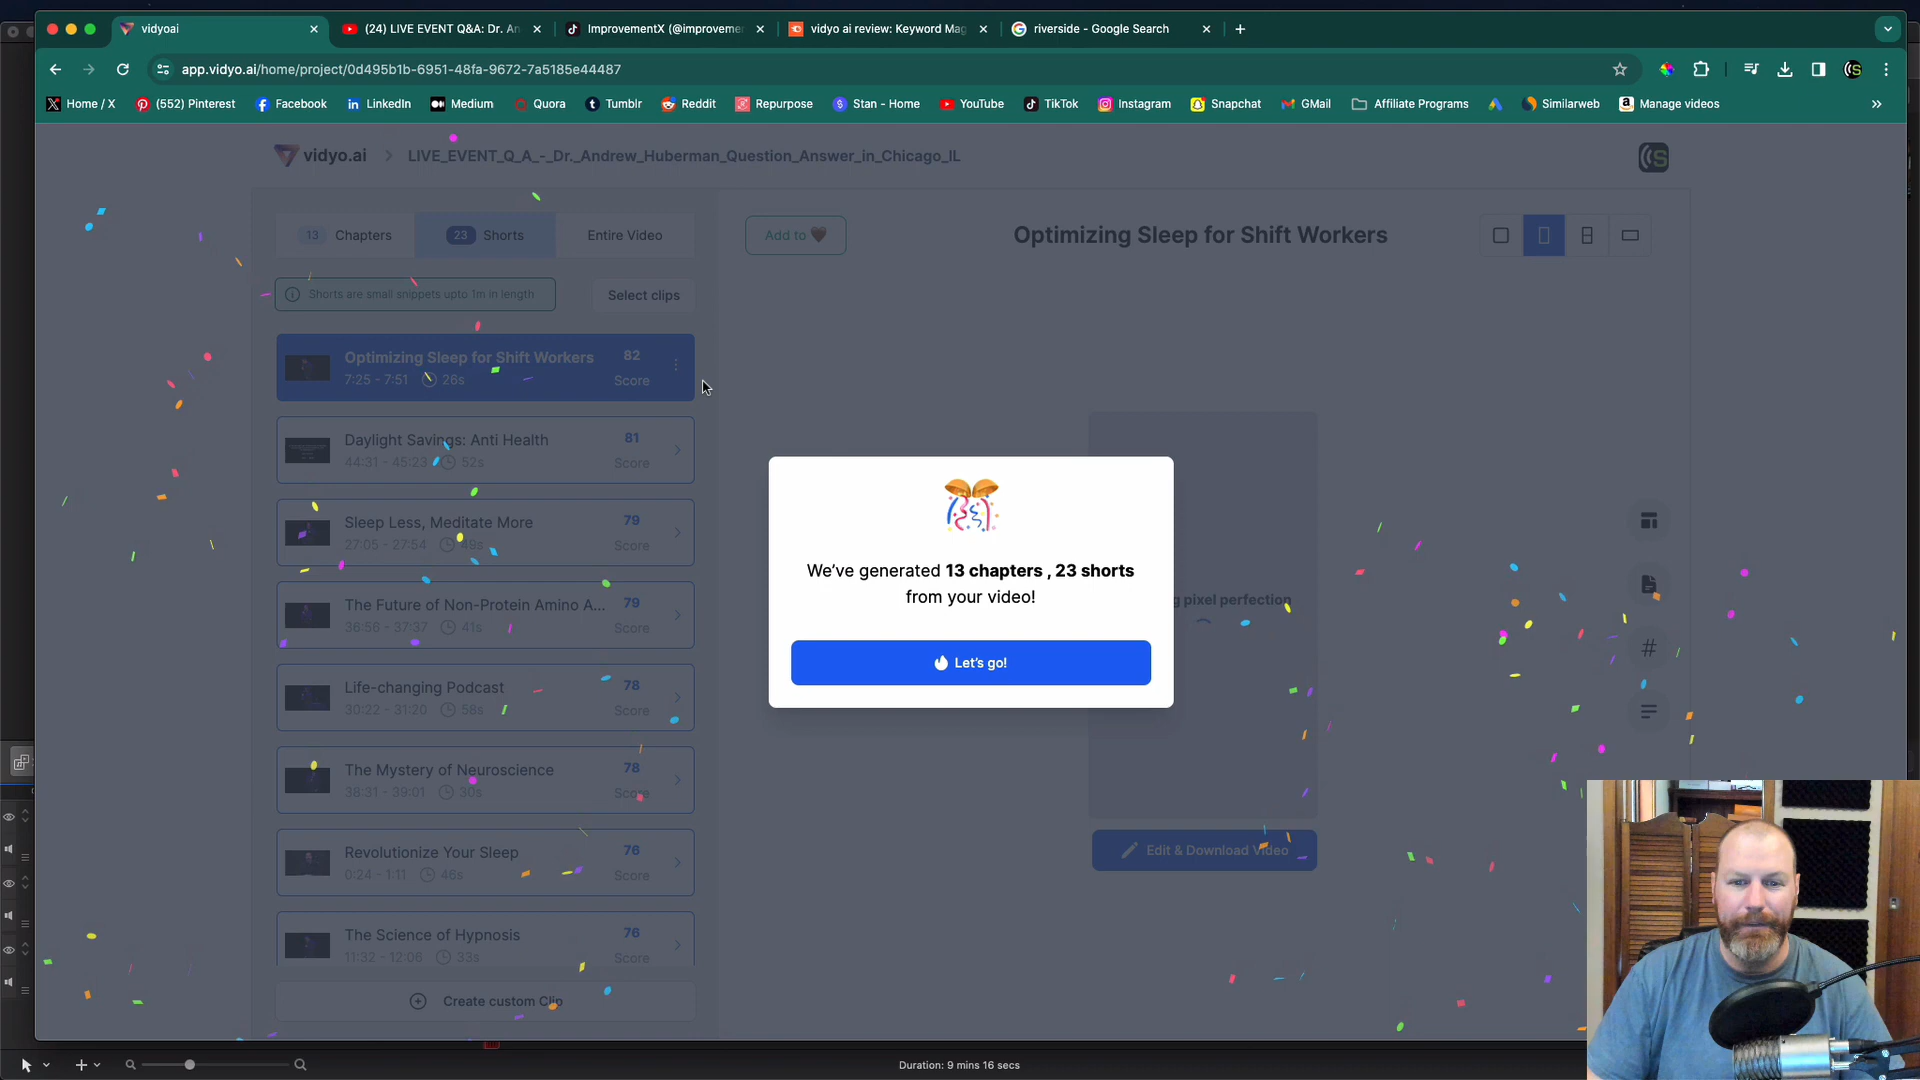 vidyoai
(24) LIVE EVENT Q&A: Dr. An
ImprovementX (@improvemen
vidyo ai review: Keyword Mag
riverside - Google Search
app.vidyo.ai/home/project/0d495b1b-6951-48fa-9672-7a5185e44487
Home / X
(552) Pinterest
Facebook
LinkedIn
Medium
Quora
Tumblr
Reddit
Repurpose
Stan - Home
YouTube
TikTok
Instagram
Snapchat
GMail
Affiliate Programs
Similarweb
Manage videos
vidyo.ai
LIVE_EVENT_Q_A_-_Dr._Andrew_Huberman_Question_Answer_in_Chicago_IL
13 Chapters
23 Shorts
Entire Video
Add to
Optimizing Sleep for Shift Workers
Shorts are small snippets upto 1m in length
Select clips
Optimizing Sleep for Shift Workers
82
7:25 - 7:51
26s
Score
Daylight Savings: Anti Health
81
44:31 - 45:23
52s
Score
Sleep Less, Meditate More
79
27:05 - 27:54
49s
Score
The Future of Non-Protein Amino A...
79
36:56 - 37:37
41s
Score
Life-changing Podcast
78
30:22 - 31:20
58s
Score
The Mystery of Neuroscience
78
38:31 - 39:01
30s
Score
Revolutionize Your Sleep
76
0:24 - 1:11
46s
Score
The Science of Hypnosis
76
11:32 - 12:06
33s
Score
Create custom Clip
We've generated 13 chapters , 23 shorts
from your video!
Let's go!
g pixel perfection
Edit & Download Video
Duration: 9 mins 16 secs